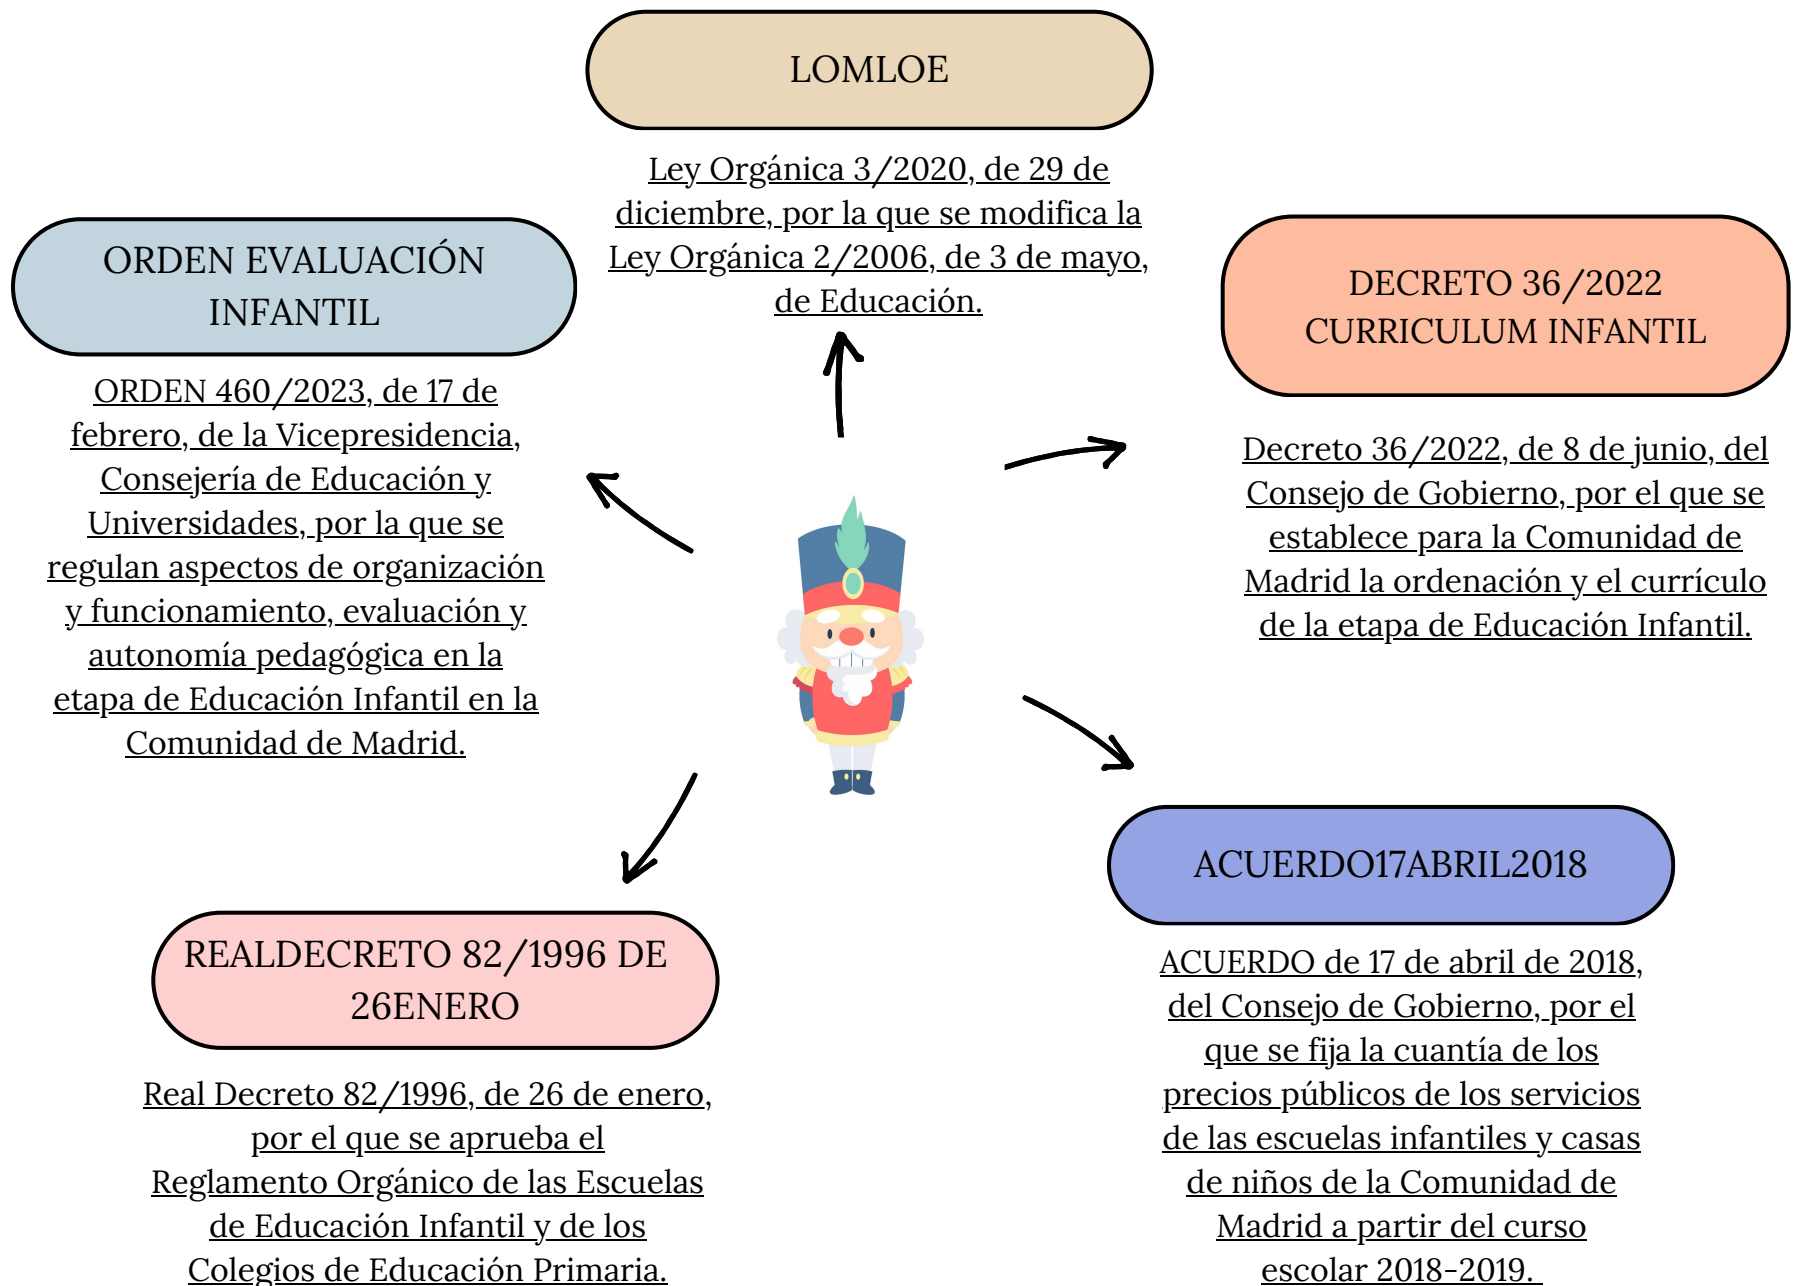 LOMLOE
Ley Orgánica 3/2020, de 29 de
diciembre, por la que se modifica la
Ley Orgánica 2/2006, de 3 de mayo,
de Educación.
ORDEN EVALUACIÓN
INFANTIL
ORDEN 460/2023, de 17 de
febrero, de la Vicepresidencia,
Consejería de Educación y
Universidades, por la que se
regulan aspectos de organización
y funcionamiento, evaluación y
autonomía pedagógica en la
etapa de Educación Infantil en la
Comunidad de Madrid.
DECRETO 36/2022
CURRICULUM INFANTIL
Decreto 36/2022, de 8 de junio, del
Consejo de Gobierno, por el que se
establece para la Comunidad de
Madrid la ordenación y el currículo
de la etapa de Educación Infantil.
REALDECRETO 82/1996 DE
26ENERO
Real Decreto 82/1996, de 26 de enero,
por el que se aprueba el
Reglamento Orgánico de las Escuelas
de Educación Infantil y de los
Colegios de Educación Primaria.
ACUERDO17ABRIL2018
ACUERDO de 17 de abril de 2018,
del Consejo de Gobierno, por el
que se fija la cuantía de los
precios públicos de los servicios
de las escuelas infantiles y casas
de niños de la Comunidad de
Madrid a partir del curso
escolar 2018-2019.